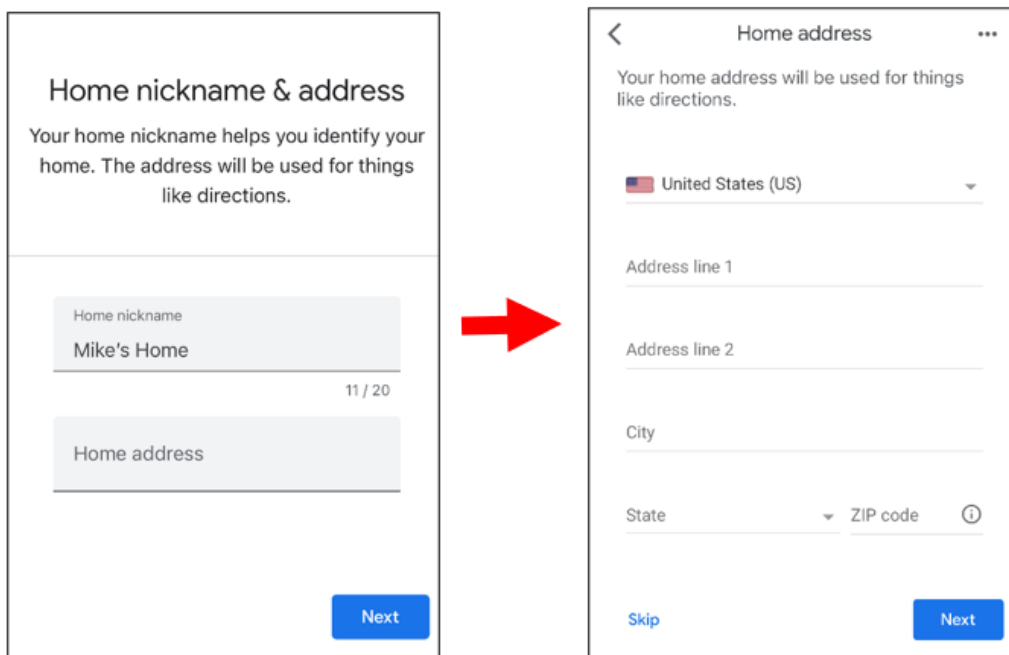 Home nickname & address
Your home nickname helps you identify your
home. The address will be used for things
like directions.
Home nickname
Mike's Home
11 / 20
Home address
Next
Home address
Your home address will be used for things
like directions.
United States (US)
Address line 1
Address line 2
City
State ZIP code
Skip Next